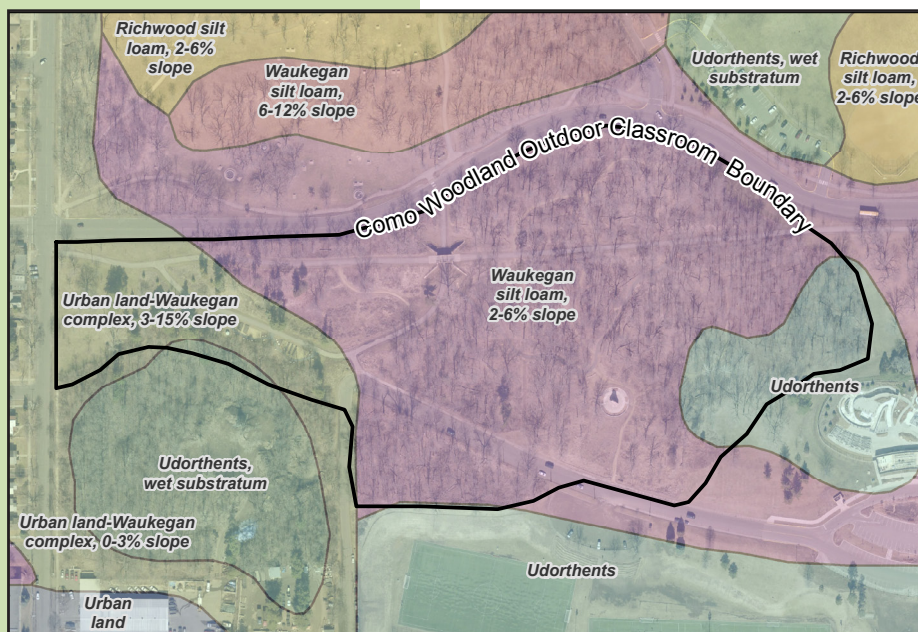 Richwood silt
loam, 2-6%
slope
Waukegan
silt loam,
6-12% slope
Udorthents, wet
substratum
Richwood
silt loam,
2-6% slope
Como Woodland Outdoor Classroom Boundary
Urban land-Waukegan
complex, 3-15% slope
Waukegan
silt loam,
2-6% slope
Udorthents
Udorthents,
wet substratum
Urban land-Waukegan
complex, 0-3% slope
Udorthents
Urban
land